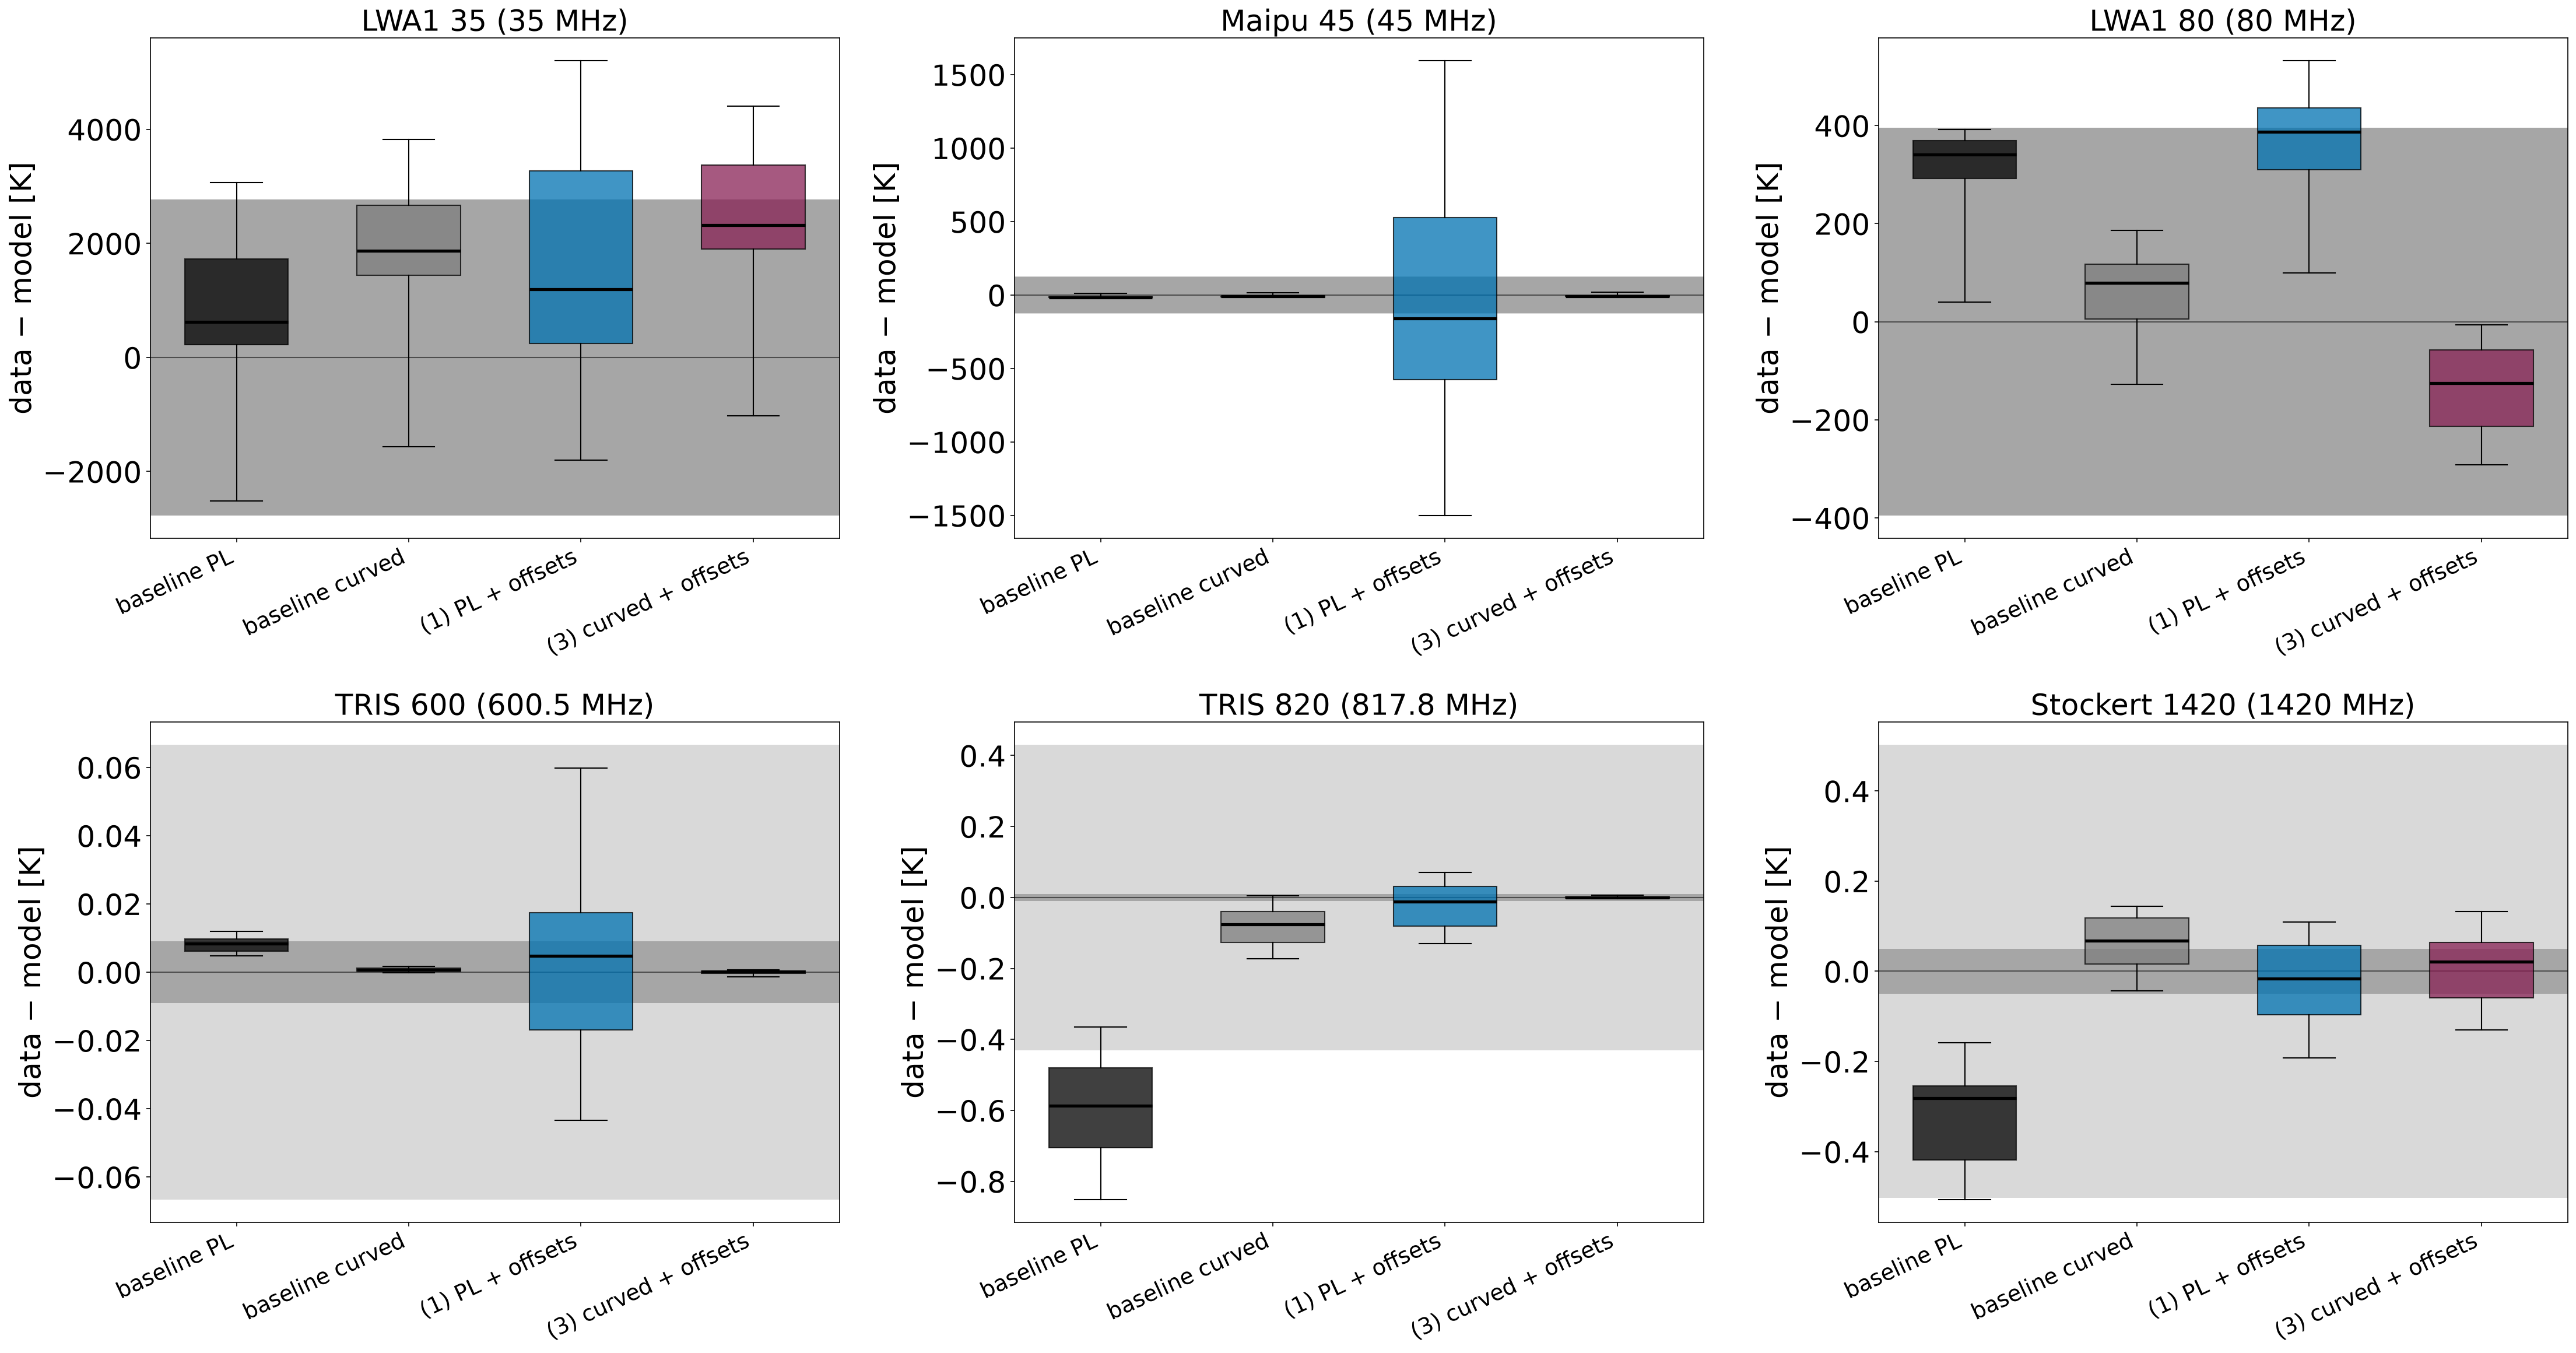 LWA1 35 (35 MHz)
data − model [K]
4000
2000
0
−2000
baseline PL
baseline curved
(1) PL + offsets
(3) curved + offsets
Maipu 45 (45 MHz)
data − model [K]
1500
1000
500
0
−500
−1000
−1500
baseline PL
baseline curved
(1) PL + offsets
(3) curved + offsets
LWA1 80 (80 MHz)
data − model [K]
400
200
0
−200
−400
baseline PL
baseline curved
(1) PL + offsets
(3) curved + offsets
TRIS 600 (600.5 MHz)
data − model [K]
0.06
0.04
0.02
0.00
−0.02
−0.04
−0.06
baseline PL
baseline curved
(1) PL + offsets
(3) curved + offsets
TRIS 820 (817.8 MHz)
data − model [K]
0.4
0.2
0.0
−0.2
−0.4
−0.6
−0.8
baseline PL
baseline curved
(1) PL + offsets
(3) curved + offsets
Stockert 1420 (1420 MHz)
data − model [K]
0.4
0.2
0.0
−0.2
−0.4
baseline PL
baseline curved
(1) PL + offsets
(3) curved + offsets